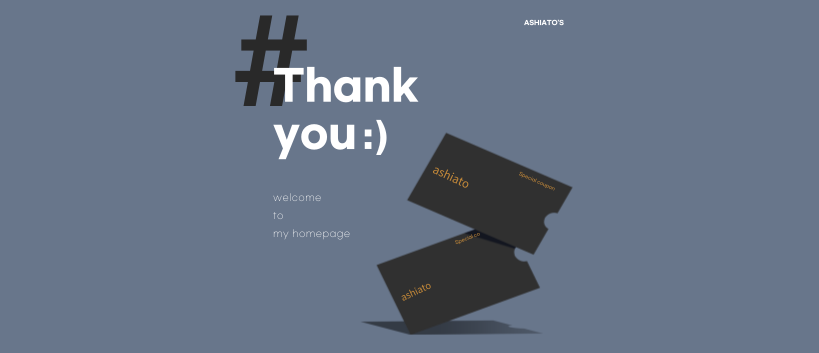 ASHIATO'S
#
Thank
you :)
welcome
to
my homepage
ashiato
Special coupon
Special co
ashiato